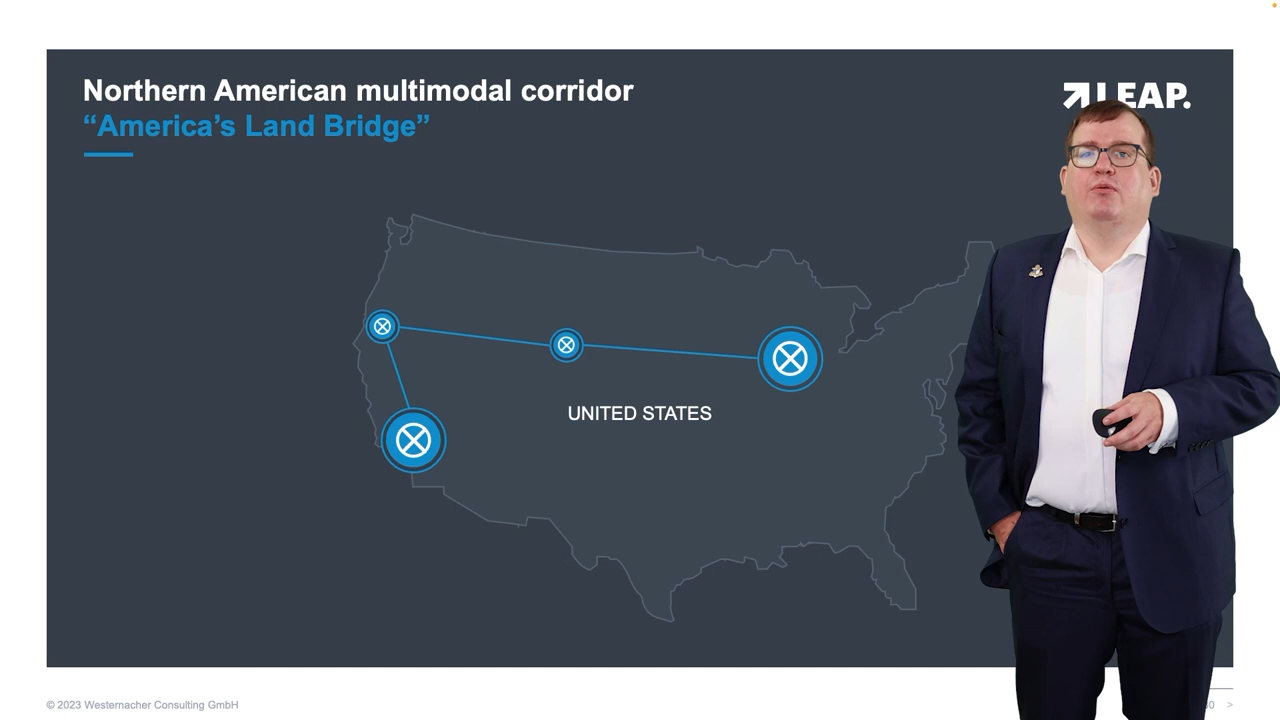 Northern American multimodal corridor
“America’s Land Bridge”
LEAP.
UNITED STATES
© 2023 Westernacher Consulting GmbH
>